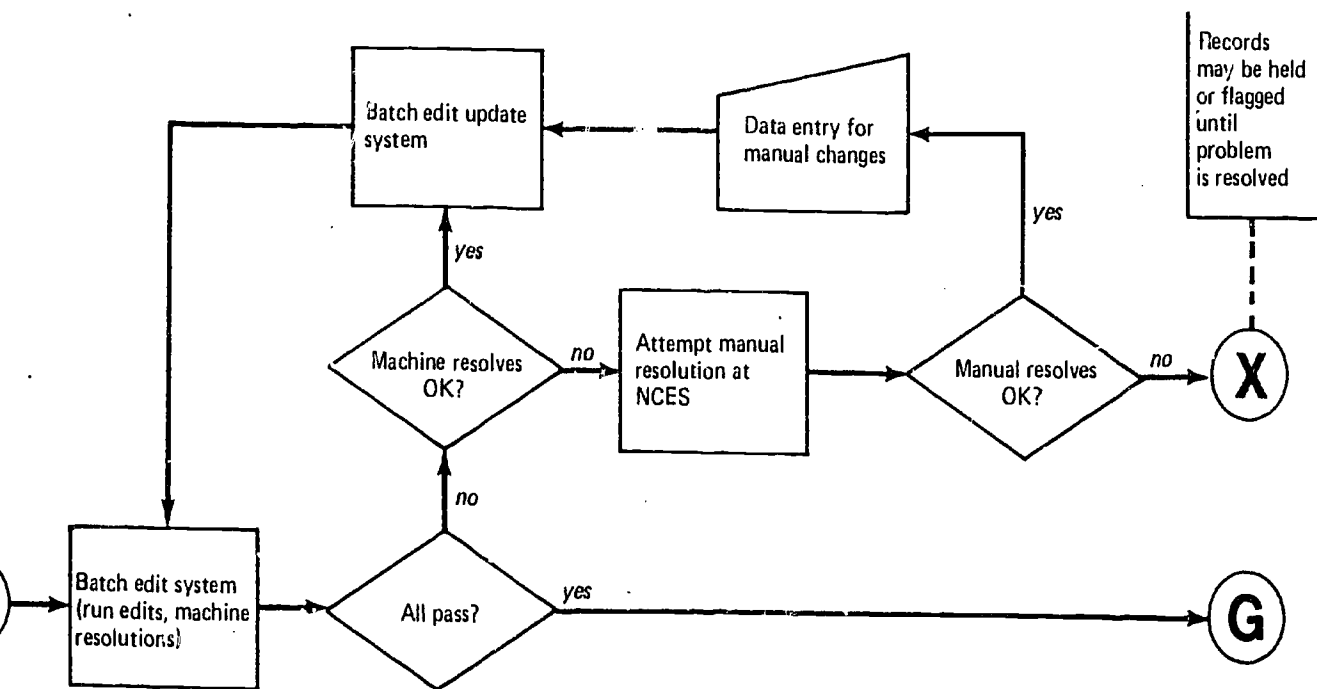 Records
may be held
or flagged
until
problem
is resolved
Batch edit update
system
Data entry for
manual changes
yes
yes
Machine resolves
OK?
no
Attempt manual
resolution at
NCES
Manual resolves
OK?
no
X
no
Batch edit system
(run edits, machine
resolutions)
All pass?
yes
G